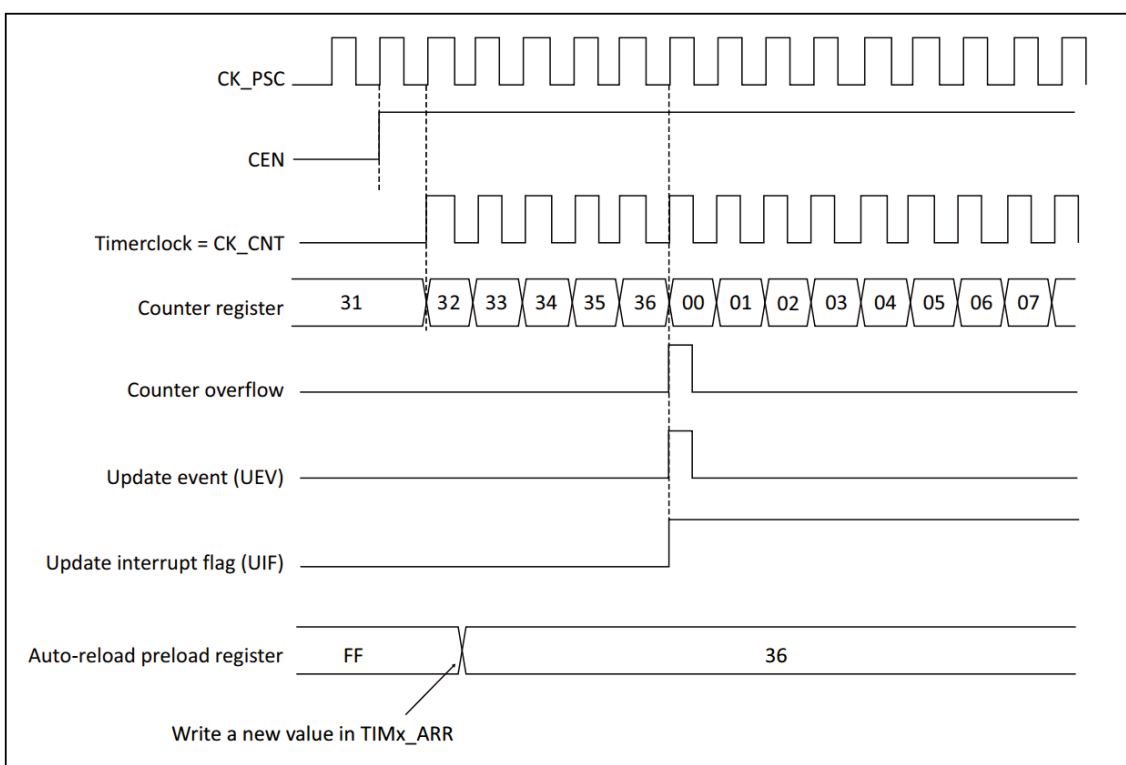 CK_PSC
CEN
Timerclock = CK_CNT
Counter register 31 32 33 34 35 36 00 01 02 03 04 05 06 07
Counter overflow
Update event (UEV)
Update interrupt flag (UIF)
Auto-reload preload register FF 36
Write a new value in TIMx_ARR